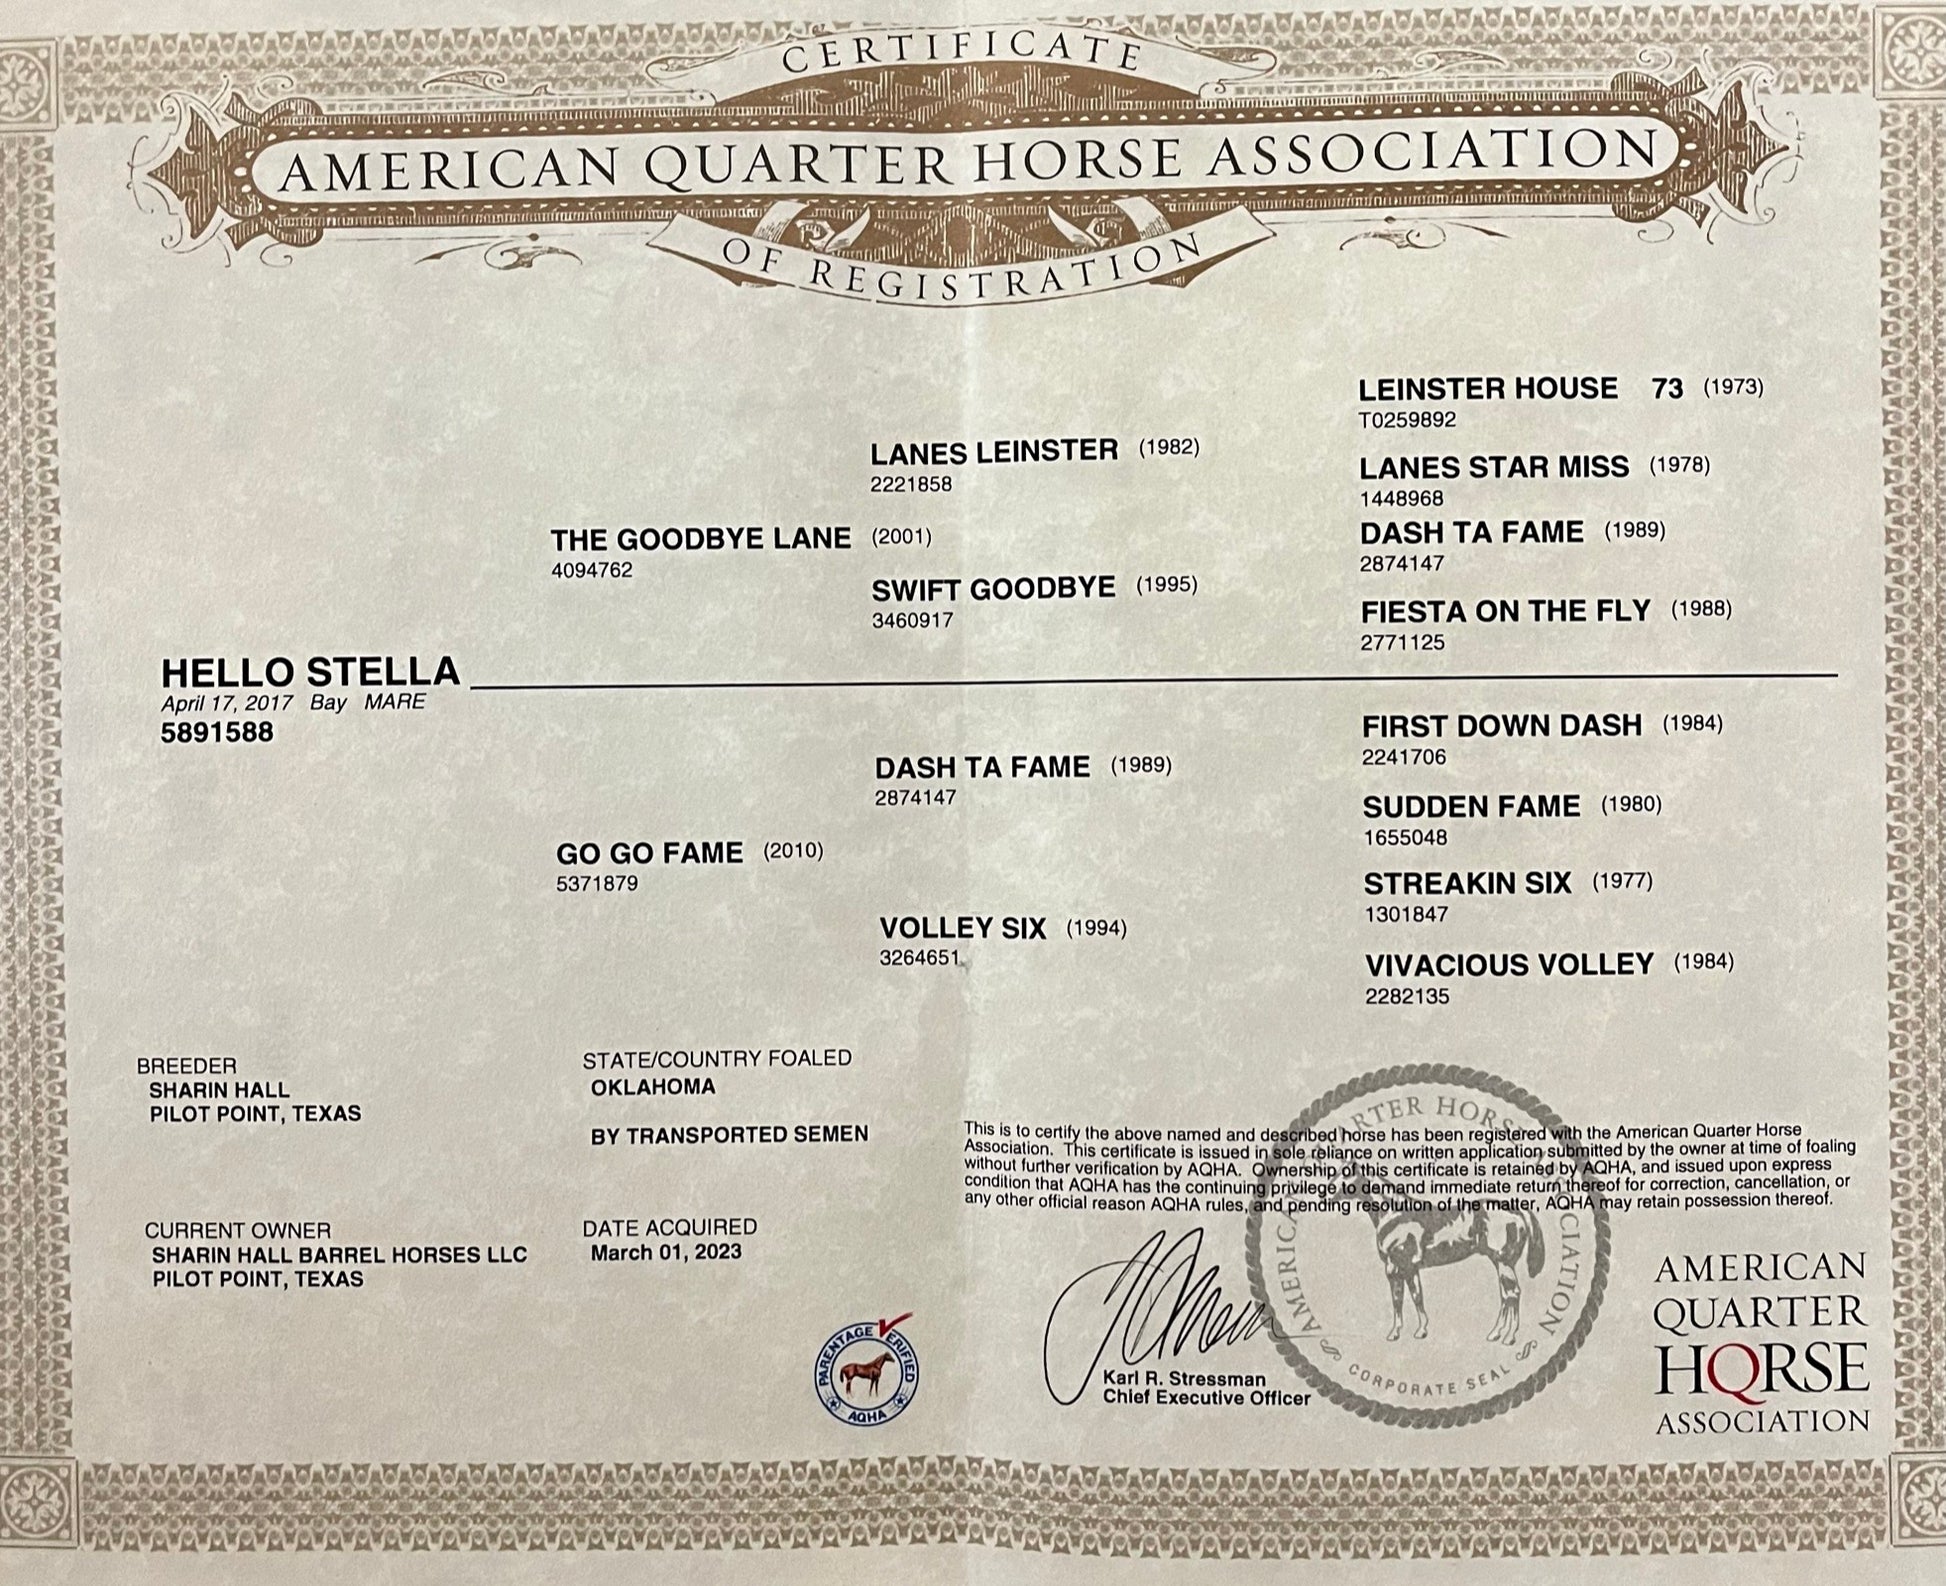 CERTIFICATE
AMERICAN QUARTER HORSE ASSOCIATION
OF REGISTRATION
LEINSTER HOUSE 73 (1973)
T0259892
LANES LEINSTER (1982)
2221858
LANES STAR MISS (1978)
1448968
THE GOODBYE LANE (2001)
4094762
DASH TA FAME (1989)
2874147
SWIFT GOODBYE (1995)
3460917
FIESTA ON THE FLY (1988)
2771125
HELLO STELLA
April 17, 2017 Bay MARE
5891588
FIRST DOWN DASH (1984)
2241706
DASH TA FAME (1989)
2874147
SUDDEN FAME (1980)
1655048
GO GO FAME (2010)
5371879
STREAKIN SIX (1977)
1301847
VOLLEY SIX (1994)
3264651
VIVACIOUS VOLLEY (1984)
2282135
BREEDER
SHARIN HALL
PILOT POINT, TEXAS
STATE/COUNTRY FOALED
OKLAHOMA
BY TRANSPORTED SEMEN
This is to certify the above named and described horse has been registered with the American Quarter Horse
Association. This certificate is issued in sole reliance on written application submitted by the owner at time of foaling
without further verification by AQHA. Ownership of this certificate is retained by AQHA, and issued upon express
condition that AQHA has the continuing privilege to demand immediate return thereof for correction, cancellation, or
any other official reason AQHA rules, and pending resolution of the matter, AQHA may retain possession thereof.
CURRENT OWNER
SHARIN HALL BARREL HORSES LLC
PILOT POINT, TEXAS
DATE ACQUIRED
March 01, 2023
PARENTAGE VERIFIED
AQHA
Karl R. Stressman
Chief Executive Officer
AMERICAN QUARTER HORSE ASSOCIATION
CORPORATE SEAL
AMERICAN
QUARTER
HORSE
ASSOCIATION